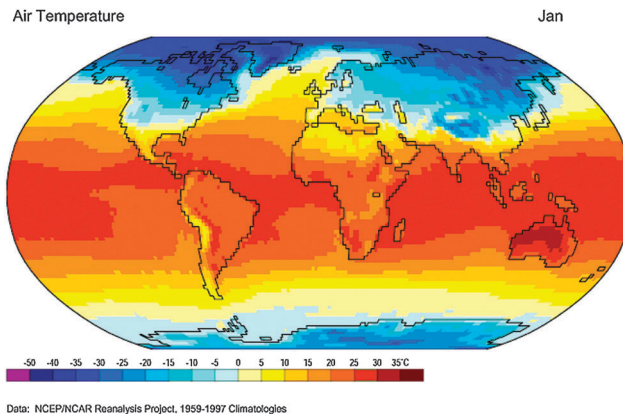 Air Temperature Jan
-50 -40 -35 -30 -25 -20 -15 -10 -5 0 5 10 15 20 25 30 35°C
Data: NCEP/NCAR Reanalysis Project, 1959-1997 Climatologies